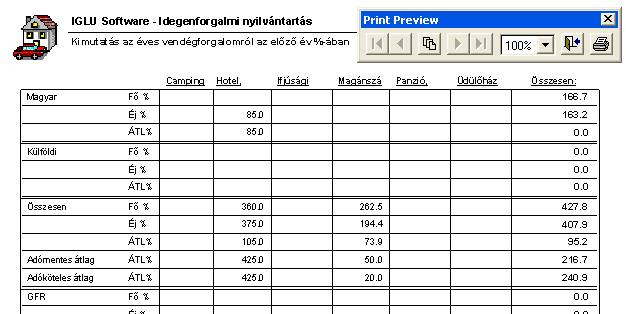 IGLU Software - Idegenforgalmi nyilvántartás
Kimutatás az éves vendégforgalomról az előző év %-ában
Print Preview
100%
Camping Hotel, Ifjúsági Magánszá Panzió, Üdülőház Összesen:
Magyar Fő % 166.7
Éj % 85.0 163.2
ÁTL% 85.0 0.0
Külföldi Fő % 0.0
Éj % 0.0
ÁTL% 0.0
Összesen Fő % 360.0 262.5 427.8
Éj % 375.0 194.4 407.9
ÁTL% 105.0 73.9 95.2
Adómentes átlag ÁTL% 425.0 50.0 216.7
Adóköteles átlag ÁTL% 425.0 20.0 240.9
GFR Fő % 0.0
Éj % 0.0